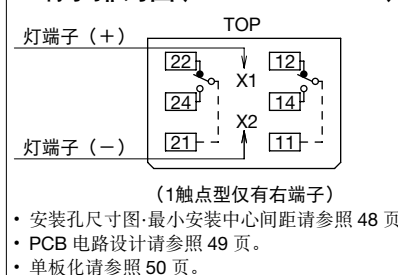 TOP
灯端子（+）
22
12
X1
24
14
X2
灯端子（-）
21
11
（1触点型仅有右端子）
• 安装孔尺寸图·最小安装中心间距请参照 48 页
• PCB 电路设计请参照 49 页。
• 单板化请参照 50 页。